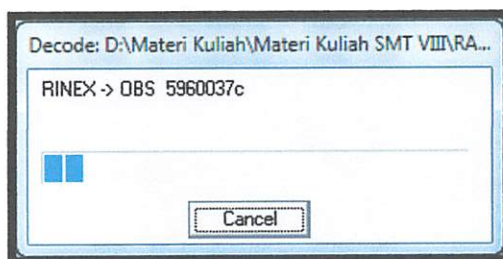 Decode: D:\Materi Kuliah\Materi Kuliah SMT VIII\RA...
RINEX -> OBS 5960037c
Cancel